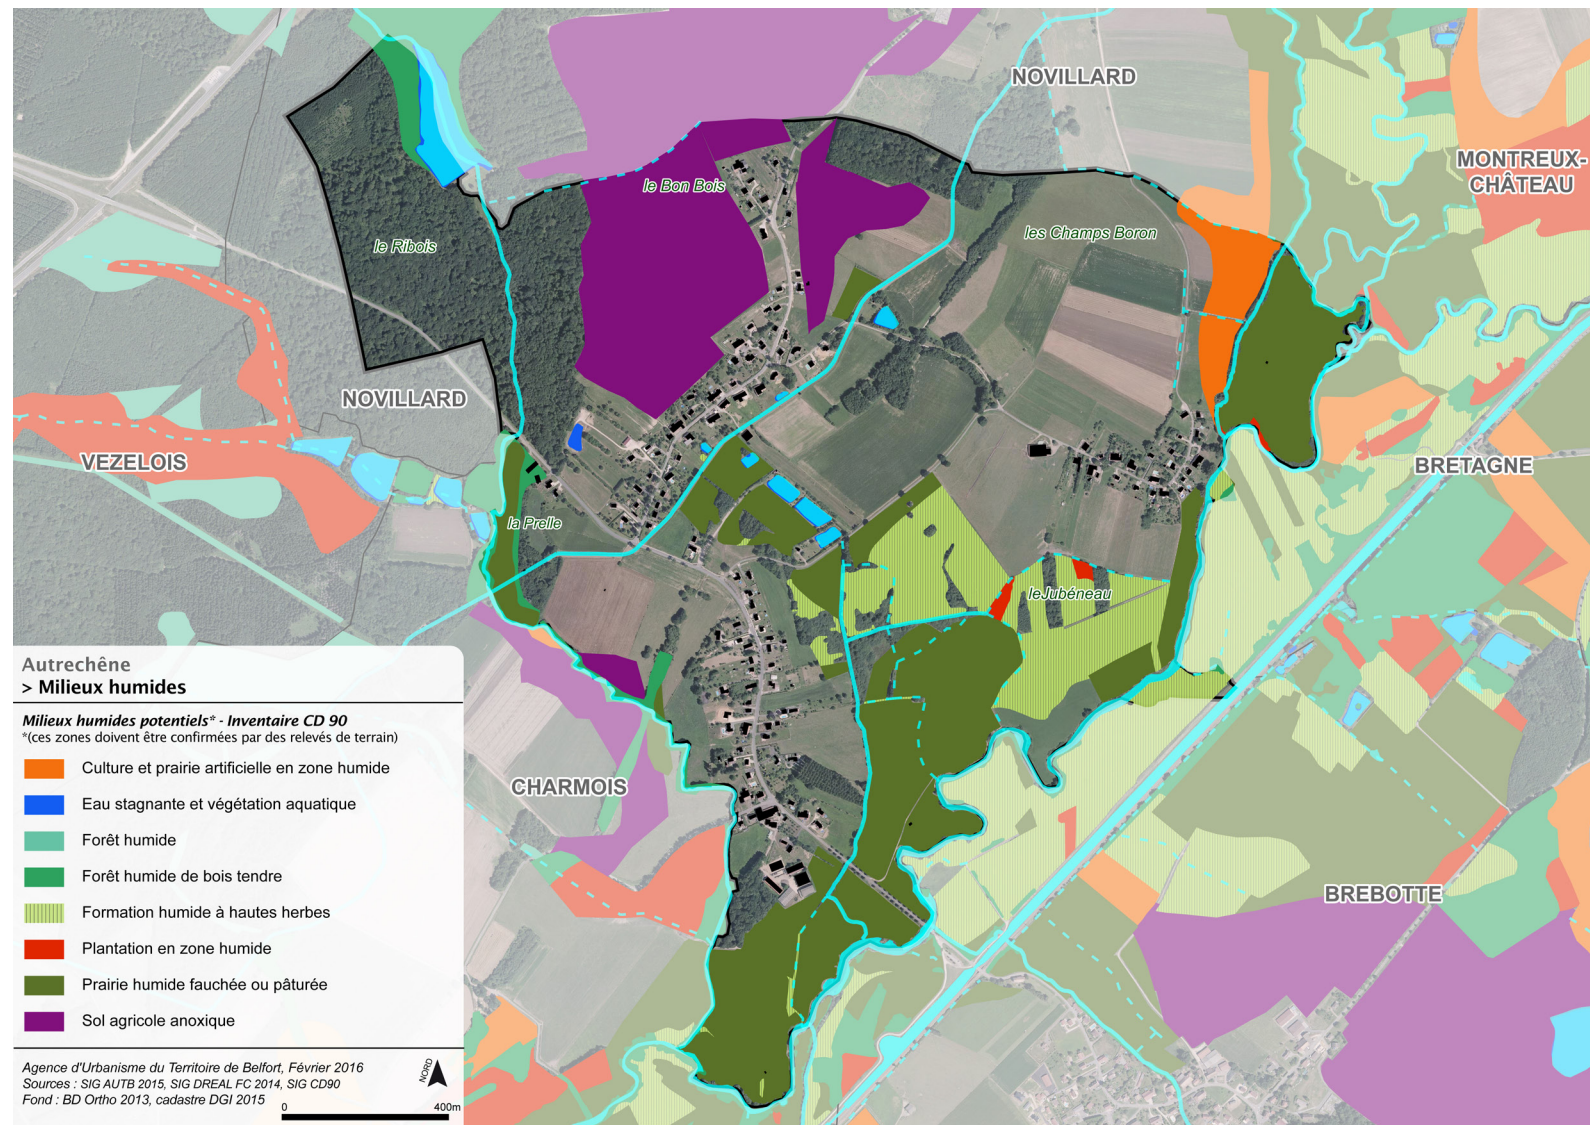 NOVILLARD
MONTREUX-
CHÂTEAU
le Bon Bois
le Ribois
les Champs Boron
NOVILLARD
VEZELOIS
BRETAGNE
la Prelle
leJubéneau
CHARMOIS
BREBOTTE
Autrechêne
> Milieux humides
Milieux humides potentiels* - Inventaire CD 90
*(ces zones doivent être confirmées par des relevés de terrain)
Culture et prairie artificielle en zone humide
Eau stagnante et végétation aquatique
Forêt humide
Forêt humide de bois tendre
Formation humide à hautes herbes
Plantation en zone humide
Prairie humide fauchée ou pâturée
Sol agricole anoxique
Agence d'Urbanisme du Territoire de Belfort, Février 2016
Sources : SIG AUTB 2015, SIG DREAL FC 2014, SIG CD90
Fond : BD Ortho 2013, cadastre DGI 2015
NORD
0 400m